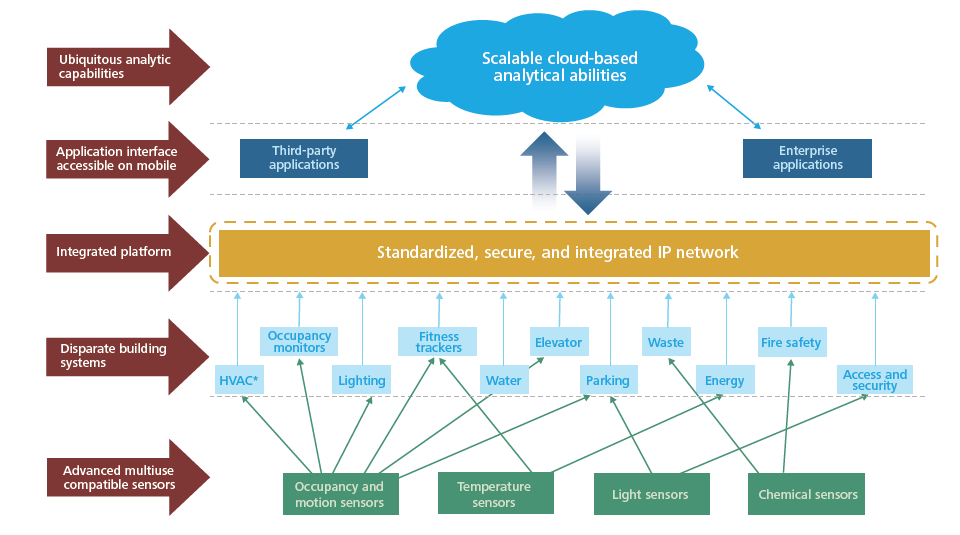 Ubiquitous analytic
capabilities
Scalable cloud-based
analytical abilities
Application interface
accessible on mobile
Third-party
applications
Enterprise
applications
Integrated platform
Standardized, secure, and integrated IP network
Disparate building
systems
Occupancy
monitors
Fitness
trackers
Elevator
Waste
Fire safety
HVAC*
Lighting
Water
Parking
Energy
Access and
security
Advanced multiuse
compatible sensors
Occupancy and
motion sensors
Temperature
sensors
Light sensors
Chemical sensors